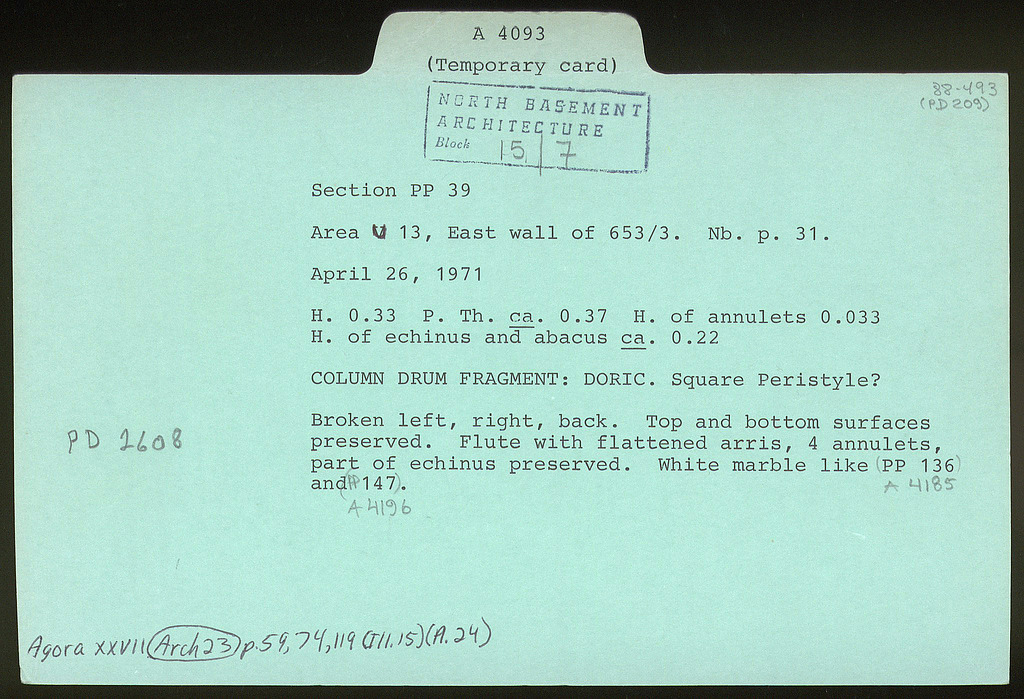 A 4093
(Temporary card)
88-493
(PD 209)
NORTH BASEMENT
ARCHITECTURE
Block 15/7
Section PP 39
Area 13, East wall of 653/3. Nb. p. 31.
April 26, 1971
H. 0.33 P. Th. ca. 0.37 H. of annulets 0.033
H. of echinus and abacus ca. 0.22
COLUMN DRUM FRAGMENT: DORIC. Square Peristyle?
Broken left, right, back. Top and bottom surfaces
preserved. Flute with flattened arris, 4 annulets,
part of echinus preserved. White marble like (PP 136)
and (PP 147).
A 4185
A 4196
PD 2608
Agora XXVII (Arch 23) p. 59, 74, 119 (Ill. 15) (A. 24)